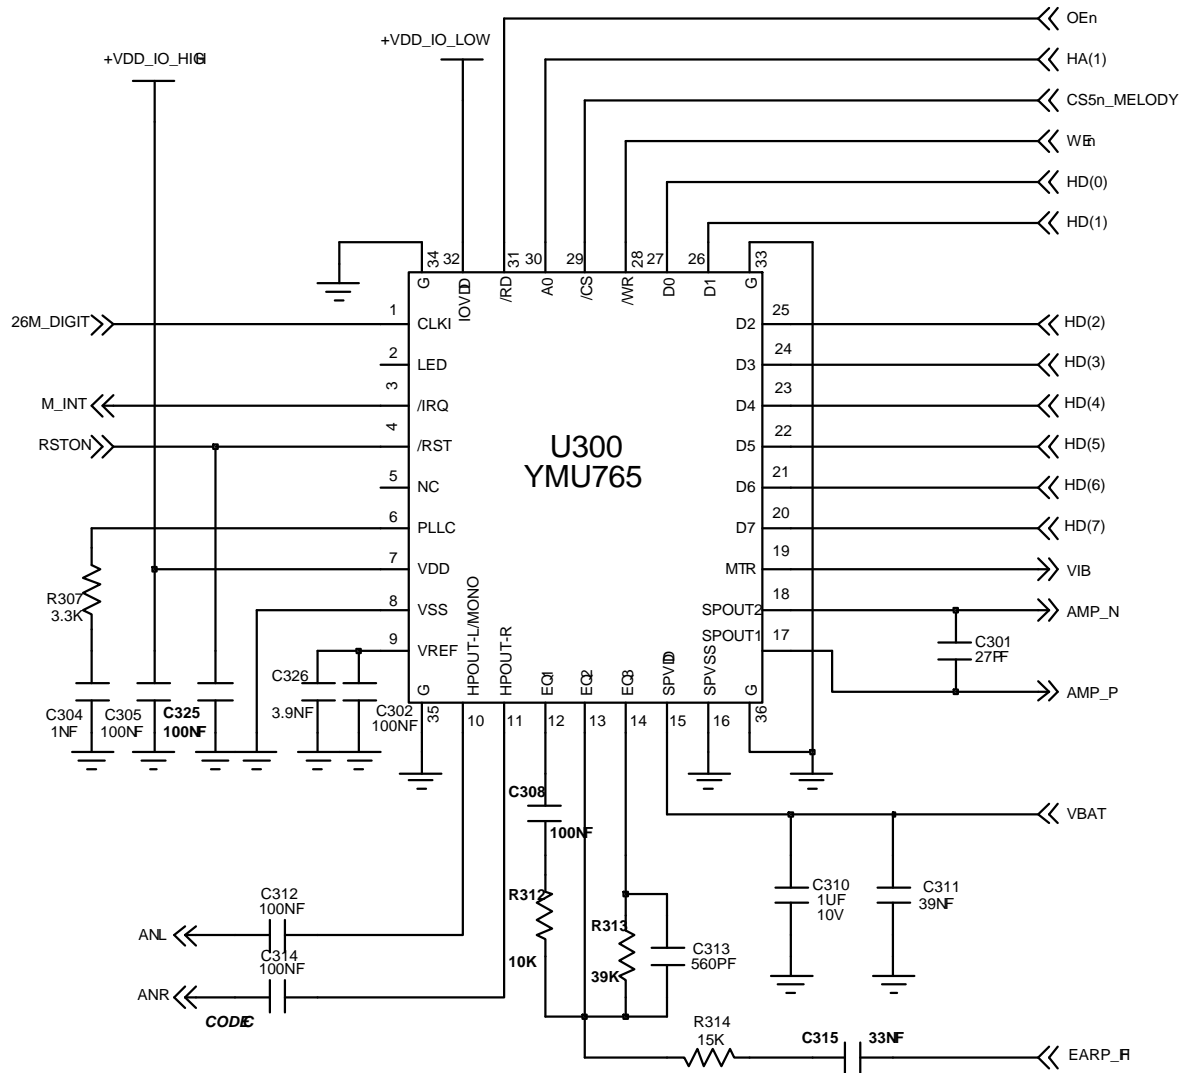 OEn
+VDD_IO_LOW
HA(1)
+VDD_IO_HIGH
CS5n_MELODY
WEn
HD(0)
HD(1)
34 32 31 30 29 28 27 26 33
G IOVDD /RD A0 /CS /WR D0 D1 G
26M_DIGIT 1 CLKI D2 25 HD(2)
2 LED D3 24 HD(3)
M_INT 3 /IRQ D4 23 HD(4)
RSTON 4 /RST D5 22 HD(5)
U300
YMU765
5 NC D6 21 HD(6)
6 PLLC D7 20 HD(7)
7 VDD MTR 19 VIB
R307
3.3K
8 VSS SPOUT2 18 AMP_N
9 VREF SPOUT1 17
C301
27PF
AMP_P
G HPOUT-L/MONO HPOUT-R EQ1 EQ2 EQ3 SPVDD SPVSS G
35 10 11 12 13 14 15 16 36
C304
1NF
C305
100NF
C325
100NF
C326
3.9NF
C302
100NF
C308
100NF
VBAT
C310
1UF
10V
C311
39NF
R312
10K
R313
39K
C313
560PF
C312
100NF
ANL
C314
100NF
ANR
CODEC
R314
15K
C315 33NF